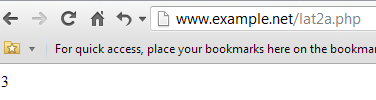 www.example.net/lat2a.php
For quick access, place your bookmarks here on the bookmar
3